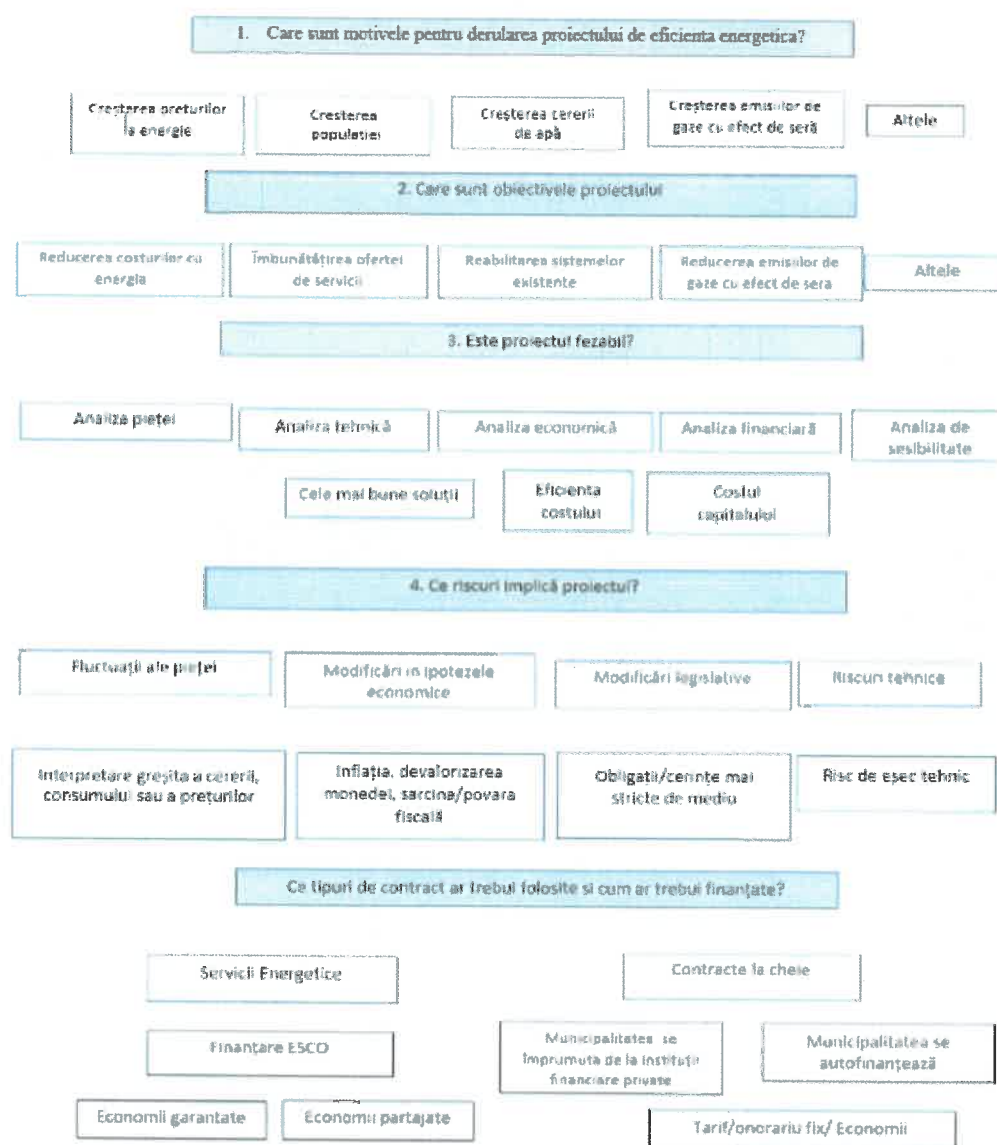 1. Care sunt motivele pentru derularea proiectului de eficienta energetica?
Creșterea preturilor
la energie
Cresterea
populatiei
Creșterea cererii
de apă
Creșterea emisiilor de
gaze cu efect de seră
Altele
2. Care sunt obiectivele proiectului
Reducerea costurilor cu
energia
Îmbunătățirea ofertei
de servicii
Reabilitarea sistemelor
existente
Reducerea emisiilor de
gaze cu efect de sera
Altele
3. Este proiectul fezabil?
Analiza pieței
Analiza tehnică
Analiza economică
Analiza financiară
Analiza de
sesibilitate
Cele mai bune soluții
Eficienta
costului
Costul
capitalului
4. Ce riscuri implică proiectul?
Fluctuații ale pieței
Modificări in ipotezele
economice
Modificări legislative
Riscuri tehnice
Interpretare greșita a cererii,
consumului sau a prețurilor
Inflația, devalorizarea
monedei, sarcina/povara
fiscală
Obligatii/cerințe mai
stricte de mediu
Risc de eșec tehnic
Ce tipuri de contract ar trebui folosite si cum ar trebui finanțate?
Servicii Energetice
Contracte la cheie
Finanțare ESCO
Municipalitatea se
împrumuta de la instituții
financiare private
Municipalitatea se
autofinanțează
Economii garantate
Economii partajate
Tarif/onorariu fix/ Economii